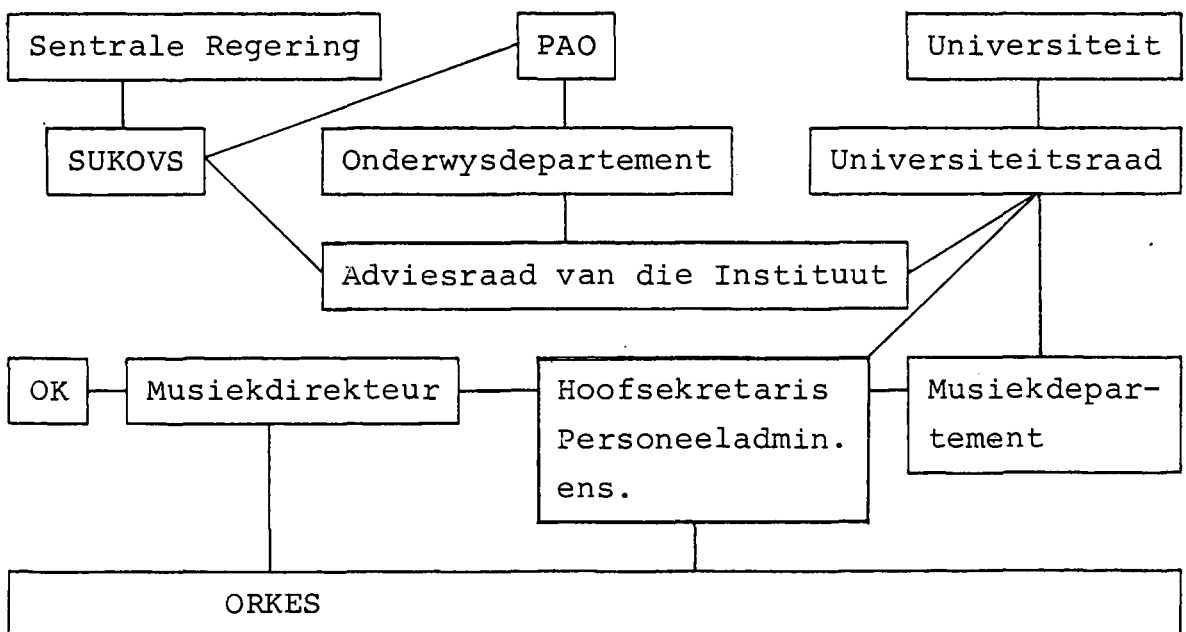 Sentrale Regering
PAO
Universiteit
SUKOVS
Onderwysdepartement
Universiteitsraad
Adviesraad van die Instituut
OK
Musiekdirekteur
Hoofsekretaris
Personeeladmin.
ens.
Musiekdepar-
tement
ORKES